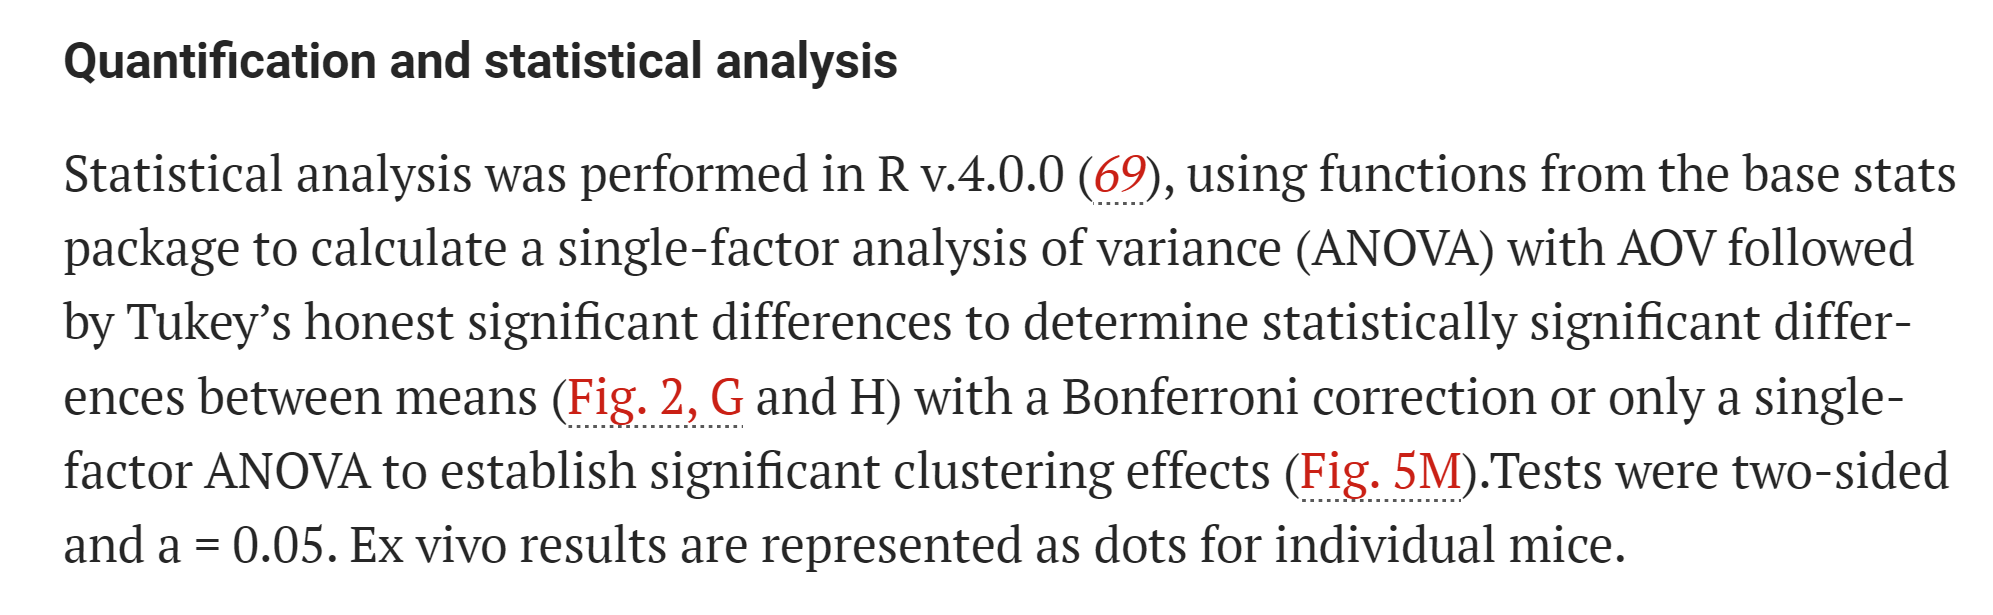 Quantification and statistical analysis
Statistical analysis was performed in R v.4.0.0 (69), using functions from the base stats
package to calculate a single-factor analysis of variance (ANOVA) with AOV followed
by Tukey’s honest significant differences to determine statistically significant differ-
ences between means (Fig. 2, G and H) with a Bonferroni correction or only a single-
factor ANOVA to establish significant clustering effects (Fig. 5M).Tests were two-sided
and a = 0.05. Ex vivo results are represented as dots for individual mice.